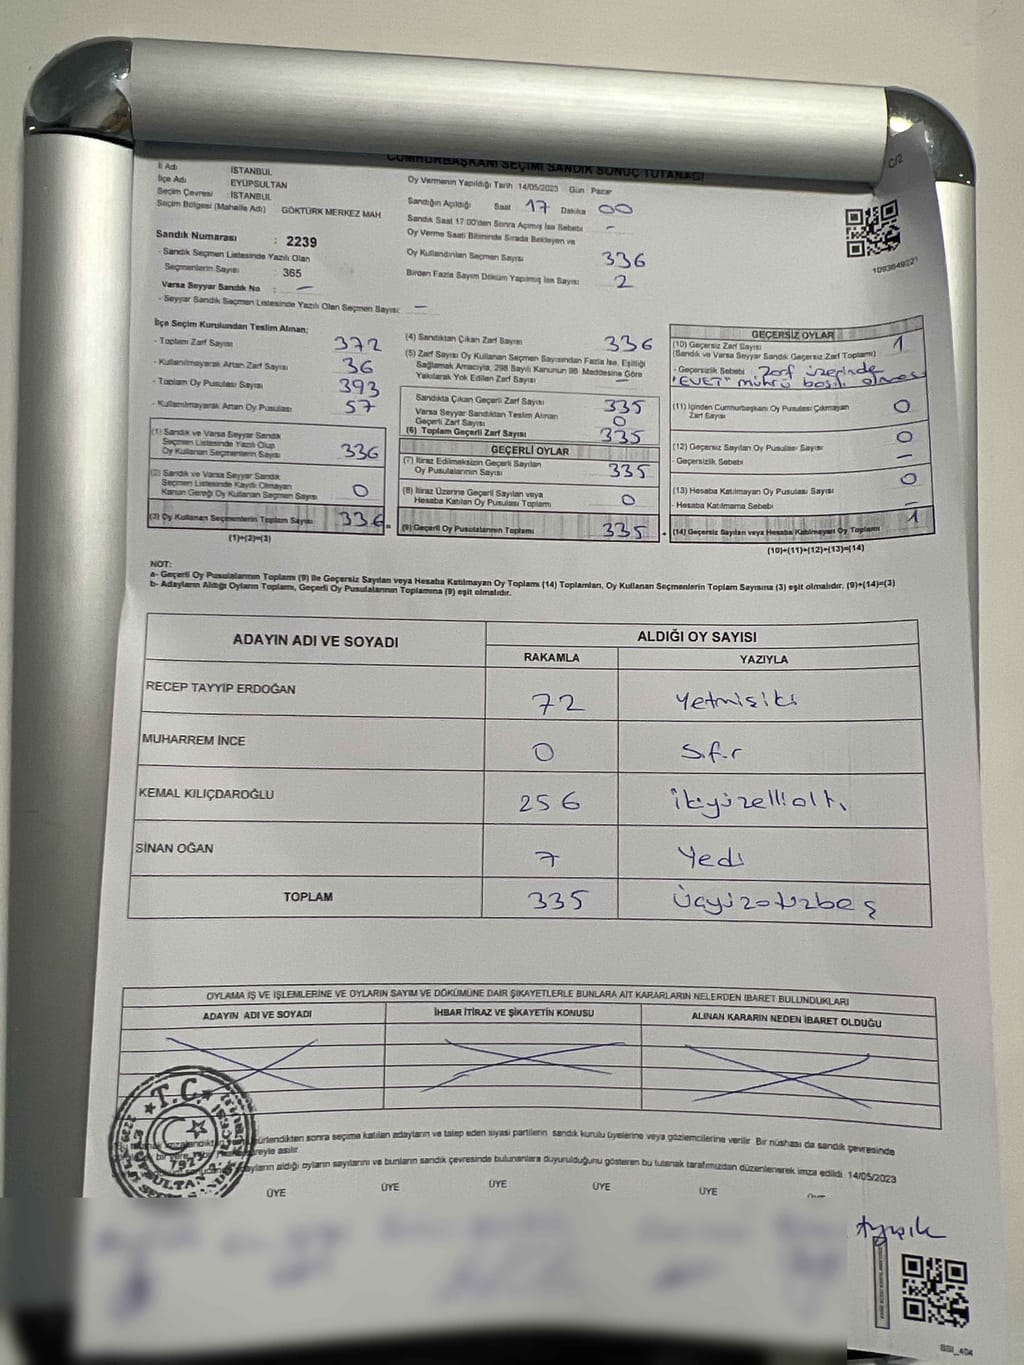 C/2
CUMHURBAŞKANI SEÇİMİ SANDIK SONUÇ TUTANAĞI
İl Adı İSTANBUL
İlçe Adı EYÜPSULTAN
Seçim Çevresi : İSTANBUL
Seçim Bölgesi (Mahalle Adı) GÖKTÜRK MERKEZ MAH
Sandık Numarası : 2239
- Sandık Seçmen Listesinde Yazılı Olan
Seçmenlerin Sayısı : 365
Varsa Seyyar Sandık No : -
- Seyyar Sandık Seçmen Listesinde Yazılı Olan Seçmen Sayısı: -
Oy Vermenin Yapıldığı Tarih 14/05/2023 Gün Pazar
Sandığın Açıldığı Saat 17 Dakika 00
Sandık Saat 17:00'den Sonra Açılmış İse Sebebi -
Oy Verme Saati Bitiminde Sırada Bekleyen ve
Oy Kullandırılan Seçmen Sayısı 336
Birden Fazla Sayım Döküm Yapılmış İse Sayısı 2
1093649221
İlçe Seçim Kurulundan Teslim Alınan;
- Toplam Zarf Sayısı 372
- Kullanılmayarak Artan Zarf Sayısı 36
- Toplam Oy Pusulası Sayısı 393
- Kullanılmayarak Artan Oy Pusulası 57
(1) Sandık ve Varsa Seyyar Sandık
Seçmen Listesinde Yazılı Olup
Oy Kullanan Seçmenlerin Sayısı 336
(2) Sandık ve Varsa Seyyar Sandık
Seçmen Listesinde Kayıtlı Olmayan
Kanun Gereği Oy Kullanan Seçmen Sayısı 0
(3) Oy Kullanan Seçmenlerin Toplam Sayısı 336 =
(1)+(2)=(3)
(4) Sandıktan Çıkan Zarf Sayısı 336
(5) Zarf Sayısı Oy Kullanan Seçmen Sayısından Fazla İse, Eşitliği
Sağlamak Amacıyla, 298 Sayılı Kanunun 98. Maddesine Göre
Yakılarak Yok Edilen Zarf Sayısı -
Sandıkta Çıkan Geçerli Zarf Sayısı 335
Varsa Seyyar Sandıktan Teslim Alınan
Geçerli Zarf Sayısı 0
(6) Toplam Geçerli Zarf Sayısı 335
GEÇERLİ OYLAR
(7) İtiraz Edilmeksizin Geçerli Sayılan
Oy Pusulalarının Sayısı 335
(8) İtiraz Üzerine Geçerli Sayılan veya
Hesaba Katılan Oy Pusulası Toplamı 0
(9) Geçerli Oy Pusulalarının Toplamı 335 +
GEÇERSİZ OYLAR
(10) Geçersiz Zarf Sayısı 1
(Sandık ve Varsa Seyyar Sandık Geçersiz Zarf Toplamı)
- Geçersizlik Sebebi Zarf üzerinde
"EVET" mührü basılı olması
(11) İçinden Cumhurbaşkanı Oy Pusulası Çıkmayan
Zarf Sayısı 0
(12) Geçersiz Sayılan Oy Pusulası Sayısı 0
- Geçersizlik Sebebi -
(13) Hesaba Katılmayan Oy Pusulası Sayısı 0
- Hesaba Katılmama Sebebi -
(14) Geçersiz Sayılan veya Hesaba Katılmayan Oy Toplamı 1
(10)+(11)+(12)+(13)=(14)
NOT:
a- Geçerli Oy Pusulalarının Toplamı (9) ile Geçersiz Sayılan veya Hesaba Katılmayan Oy Toplamı (14) Toplamları, Oy Kullanan Seçmenlerin Toplam Sayısına (3) eşit olmalıdır. (9)+(14)=(3)
b- Adayların Aldığı Oyların Toplamı, Geçerli Oy Pusulalarının Toplamına (9) eşit olmalıdır.
ADAYIN ADI VE SOYADI ALDIĞI OY SAYISI
RAKAMLA YAZIYLA
RECEP TAYYİP ERDOĞAN 72 Yetmişiki
MUHARREM İNCE 0 Sıfır
KEMAL KILIÇDAROĞLU 256 ikiyüzellialtı
SİNAN OĞAN 7 Yedi
TOPLAM 335 Üçyüzotuzbeş
OYLAMA İŞ VE İŞLEMLERİNE VE OYLARIN SAYIM VE DÖKÜMÜNE DAİR ŞİKAYETLERLE BUNLARA AİT KARARLARIN NELERDEN İBARET BULUNDUKLARI
ADAYIN ADI VE SOYADI İHBAR İTİRAZ VE ŞİKAYETİN KONUSU ALINAN KARARIN NEDEN İBARET OLDUĞU
T.C.
sonra seçime katılan adayların ve talep eden siyasi partilerin sandık kurulu üyelerine veya gözlemcilerine verilir. Bir nüshası da sandık çevresinde
asılır.
aldığı oyların sayılarını ve bunların sandık çevresinde bulunanlara duyurulduğunu gösteren bu tutanak tarafımızdan düzenlenerek imza edildi. 14/05/2023
ÜYE ÜYE ÜYE ÜYE ÜYE
SSI_404